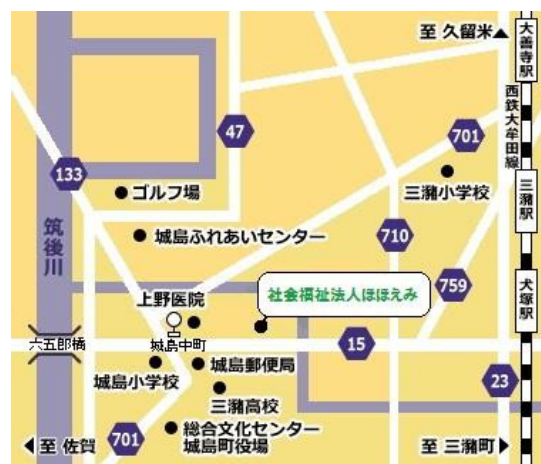 至 久留米
大善寺駅
西鉄大牟田線
47
701
133
ゴルフ場
三潴小学校
三潴駅
筑後川
城島ふれあいセンター
710
759
社会福祉法人ほほえみ
上野医院
犬塚駅
六五郎橋
城島中町
15
城島郵便局
城島小学校
23
三潴高校
701
総合文化センター
城島町役場
至 佐賀
至 三潴町